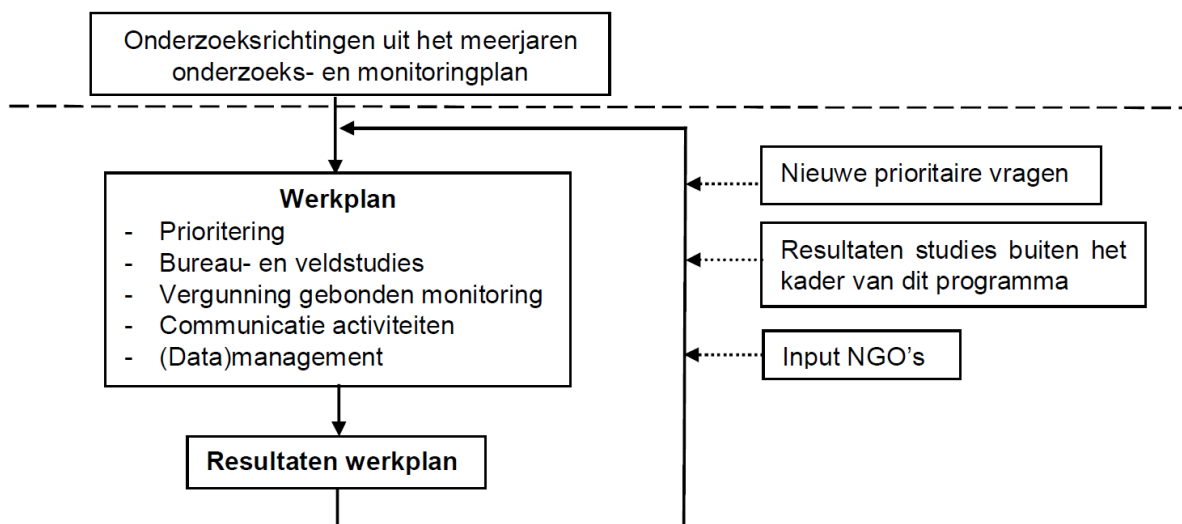 Onderzoeksrichtingen uit het meerjaren
onderzoeks- en monitoringplan
Werkplan
- Prioritering
- Bureau- en veldstudies
- Vergunning gebonden monitoring
- Communicatie activiteiten
- (Data)management
Resultaten werkplan
Nieuwe prioritaire vragen
Resultaten studies buiten het
kader van dit programma
Input NGO's